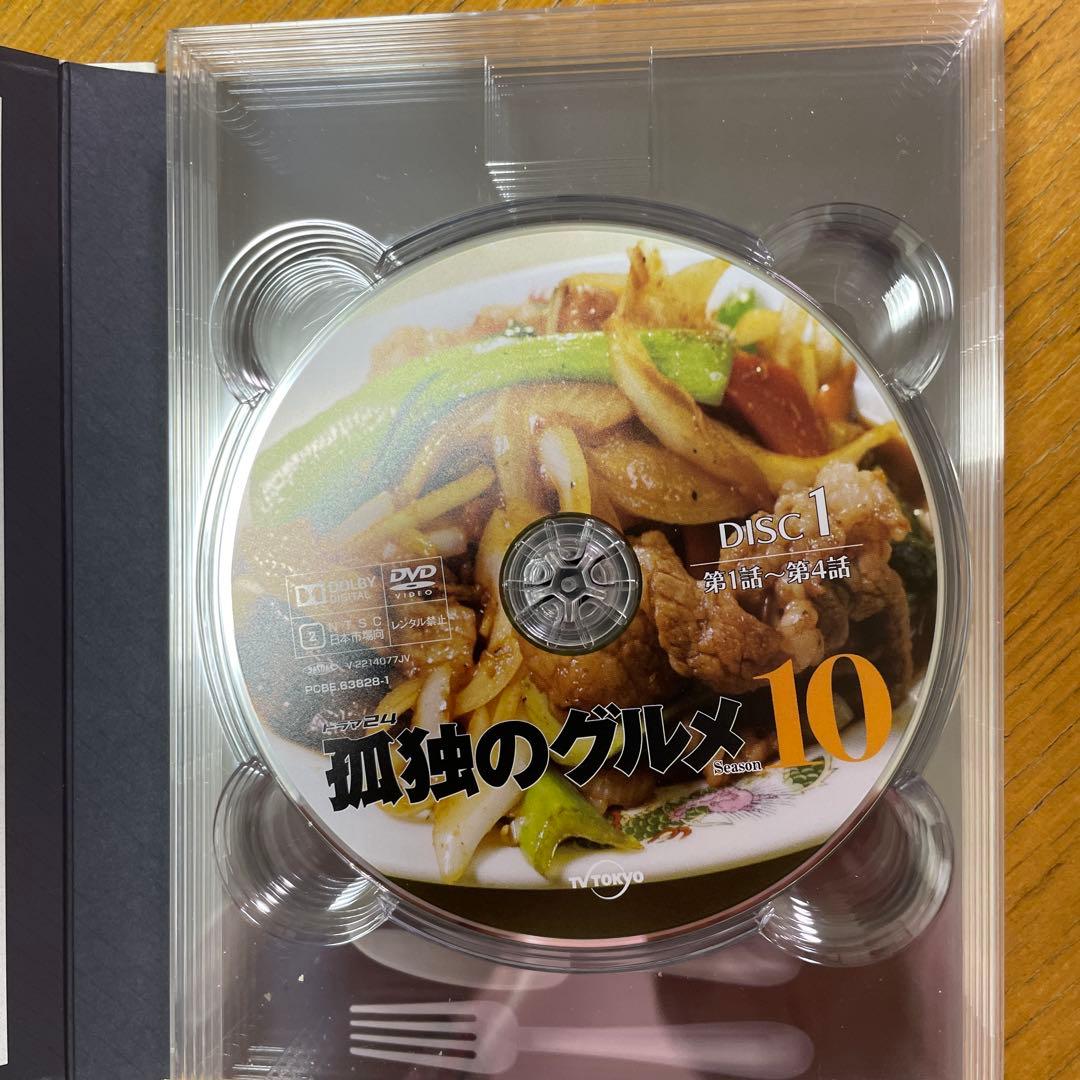 DISC 1
第1話～第4話
DOLBY
DIGITAL
DVD
VIDEO
2
NTSC
日本市場向
レンタル禁止
V-2214077JV
PCBE.63828-1
ドラマ24
孤独のグルメ
Season 10
TV TOKYO